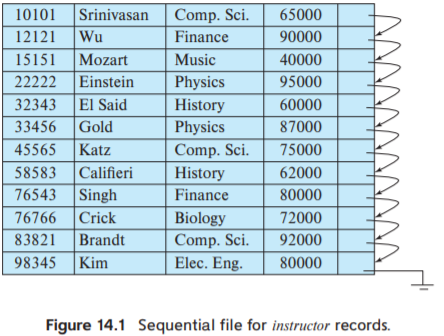 10101 Srinivasan Comp. Sci. 65000
12121 Wu Finance 90000
15151 Mozart Music 40000
22222 Einstein Physics 95000
32343 El Said History 60000
33456 Gold Physics 87000
45565 Katz Comp. Sci. 75000
58583 Califieri History 62000
76543 Singh Finance 80000
76766 Crick Biology 72000
83821 Brandt Comp. Sci. 92000
98345 Kim Elec. Eng. 80000
Figure 14.1 Sequential file for instructor records.